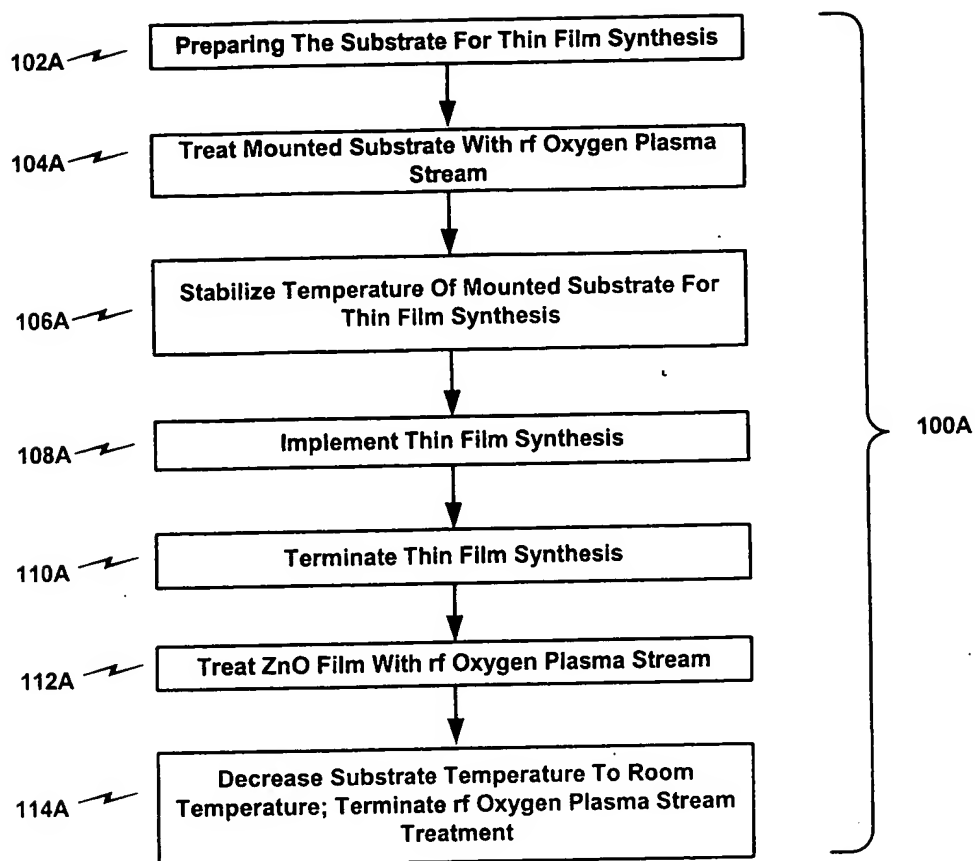 102A
Preparing The Substrate For Thin Film Synthesis
104A
Treat Mounted Substrate With rf Oxygen Plasma
Stream
106A
Stabilize Temperature Of Mounted Substrate For
Thin Film Synthesis
108A
Implement Thin Film Synthesis
100A
110A
Terminate Thin Film Synthesis
112A
Treat ZnO Film With rf Oxygen Plasma Stream
114A
Decrease Substrate Temperature To Room
Temperature; Terminate rf Oxygen Plasma Stream
Treatment